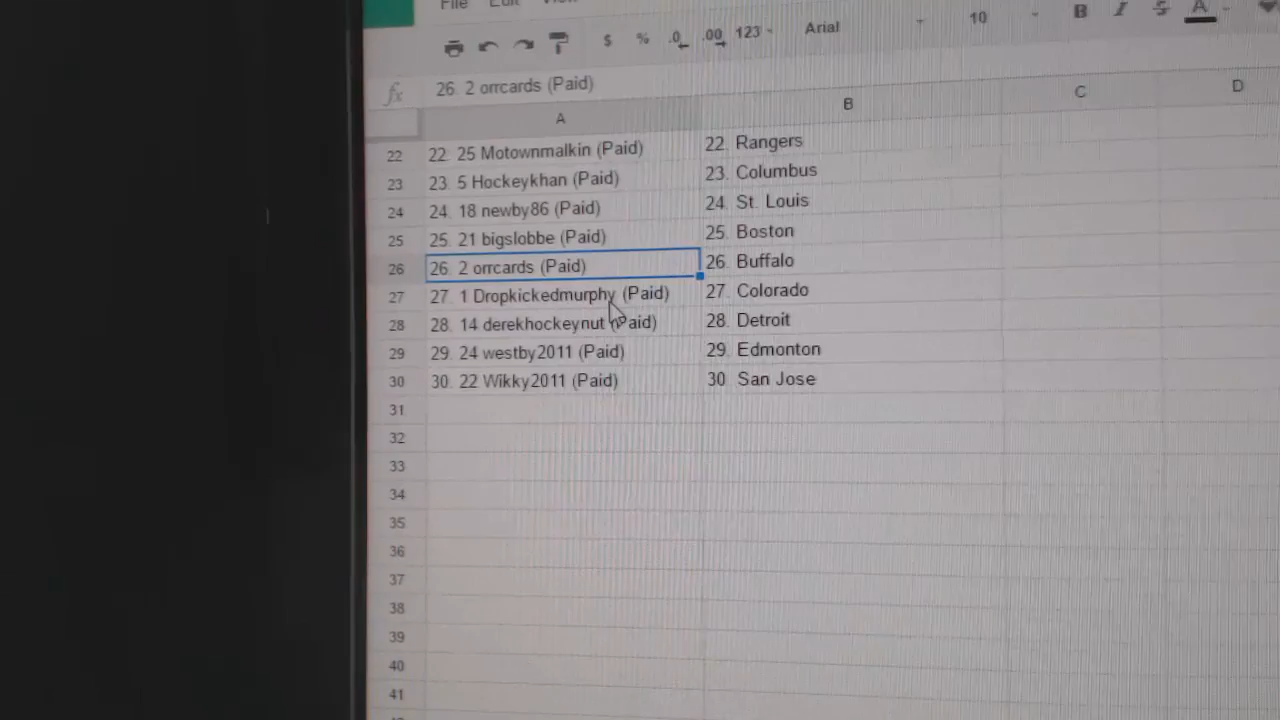 File Edit View
$ % .0 .00 123 Arial 10 B I S A
fx 26. 2 orrcards (Paid)
A B C D
22 22. 25 Motownmalkin (Paid) 22. Rangers
23 23. 5 Hockeykhan (Paid) 23. Columbus
24 24. 18 newby86 (Paid) 24. St. Louis
25 25. 21 bigslobbe (Paid) 25. Boston
26 26. 2 orrcards (Paid) 26. Buffalo
27 27. 1 Dropkickedmurphy (Paid) 27. Colorado
28 28. 14 derekhockeynut (Paid) 28. Detroit
29 29. 24 westby2011 (Paid) 29. Edmonton
30 30. 22 Wikky2011 (Paid) 30. San Jose
31
32
33
34
35
36
37
38
39
40
41